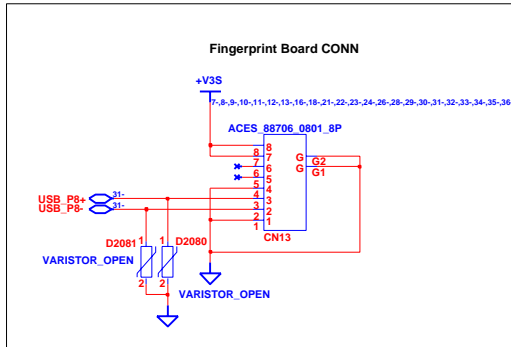 Fingerprint Board CONN
+V3S
7-,8-,9-,10-,11-,12-,13-,16-,18-,21-,22-,23-,24-,26-,28-,29-,30-,31-,32-,33-,34-,35-,36-
ACES_88706_0801_8P
8
8
7
G
G2
7
6
G
G1
6
5
5
4
USB_P8+
31-
4
3
USB_P8-
31-
3
2
2
1
1
CN13
D2081
1
1
D2080
VARISTOR_OPEN
2
2
VARISTOR_OPEN